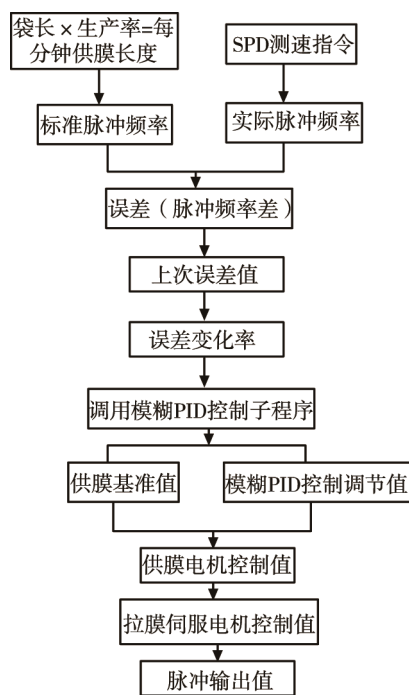 袋长×生产率=每
分钟供膜长度
SPD测速指令
标准脉冲频率
实际脉冲频率
误差（脉冲频率差）
上次误差值
误差变化率
调用模糊PID控制子程序
供膜基准值
模糊PID控制调节值
供膜电机控制值
拉膜伺服电机控制值
脉冲输出值